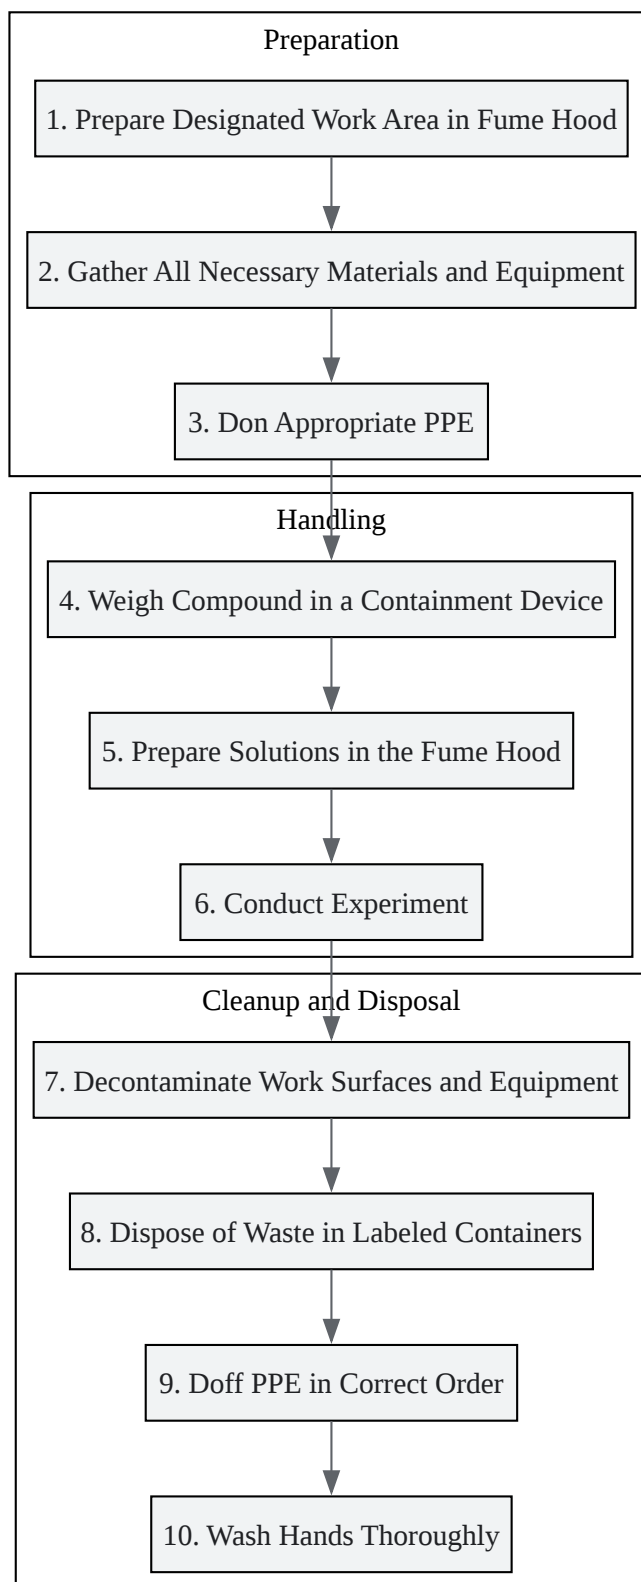 Preparation
1. Prepare Designated Work Area in Fume Hood
2. Gather All Necessary Materials and Equipment
3. Don Appropriate PPE
Handling
4. Weigh Compound in a Containment Device
5. Prepare Solutions in the Fume Hood
6. Conduct Experiment
Cleanup and Disposal
7. Decontaminate Work Surfaces and Equipment
8. Dispose of Waste in Labeled Containers
9. Doff PPE in Correct Order
10. Wash Hands Thoroughly